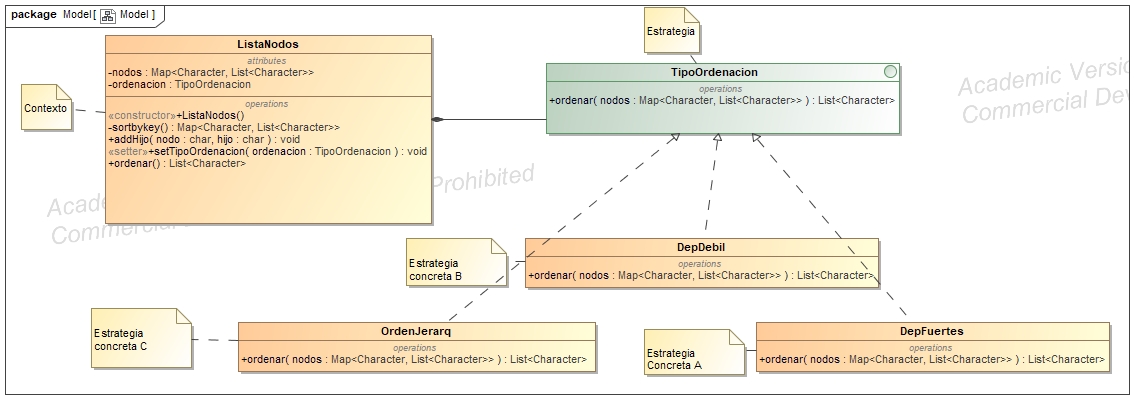 package Model[ Model ]
Estrategia
ListaNodos
attributes
-nodos : Map<Character, List<Character>>
-ordenacion : TipoOrdenacion
operations
«constructor»+ListaNodos()
-sortbykey() : Map<Character, List<Character>>
+addHijo( nodo : char, hijo : char ) : void
«setter»+setTipoOrdenacion( ordenacion : TipoOrdenacion ) : void
+ordenar() : List<Character>
Contexto
TipoOrdenacion
operations
+ordenar( nodos : Map<Character, List<Character>> ) : List<Character>
Academic Versio
Commercial Dev
Acade
Commercial
Prohibited
Estrategia
concreta B
DepDebil
operations
+ordenar( nodos : Map<Character, List<Character>> ) : List<Character>
Estrategia
concreta C
OrdenJerarq
operations
+ordenar( nodos : Map<Character, List<Character>> ) : List<Character>
Estrategia
Concreta A
DepFuertes
operations
+ordenar( nodos : Map<Character, List<Character>> ) : List<Character>